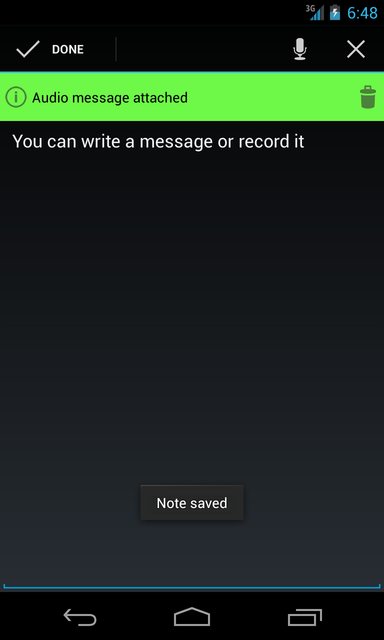 3G 6:48
DONE
Audio message attached
You can write a message or record it
Note saved